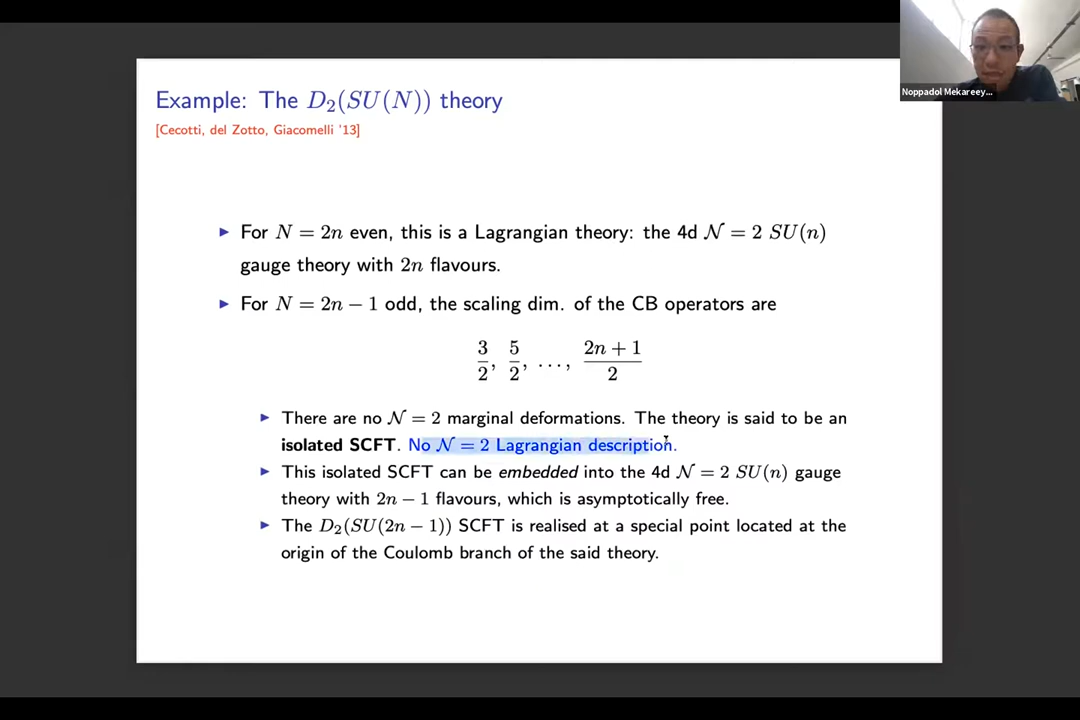 Example: The D₂(SU(N)) theory
[Cecotti, del Zotto, Giacomelli '13]
► For N = 2n even, this is a Lagrangian theory: the 4d 𝒩 = 2 SU(n)
gauge theory with 2n flavours.
► For N = 2n − 1 odd, the scaling dim. of the CB operators are
3/2, 5/2, ..., (2n + 1)/2
► There are no 𝒩 = 2 marginal deformations. The theory is said to be an
isolated SCFT. No 𝒩 = 2 Lagrangian description.
► This isolated SCFT can be embedded into the 4d 𝒩 = 2 SU(n) gauge
theory with 2n − 1 flavours, which is asymptotically free.
► The D₂(SU(2n − 1)) SCFT is realised at a special point located at the
origin of the Coulomb branch of the said theory.
Noppadol Mekareey...